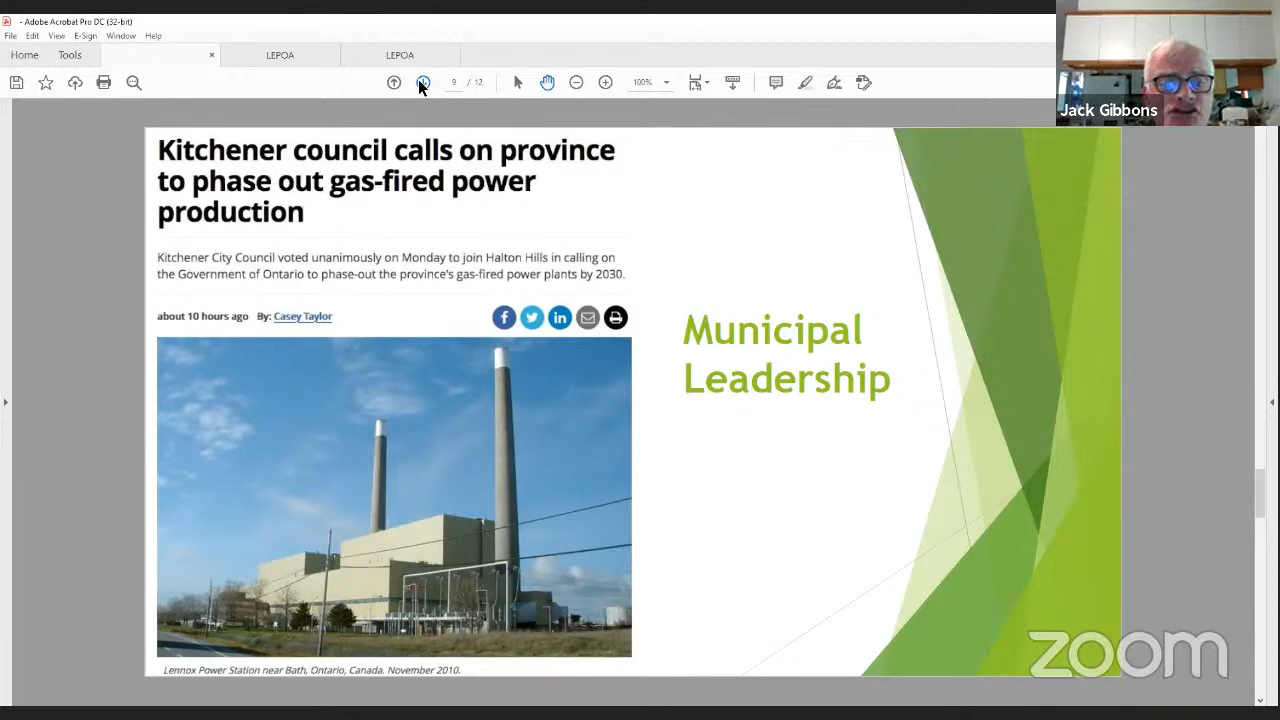 - Adobe Acrobat Pro DC (32-bit)
File Edit View E-Sign Window Help
Home Tools × LEPOA LEPOA
9 / 12 100%
Jack Gibbons
Kitchener council calls on province
to phase out gas-fired power
production
Kitchener City Council voted unanimously on Monday to join Halton Hills in calling on
the Government of Ontario to phase-out the province's gas-fired power plants by 2030.
about 10 hours ago By: Casey Taylor
Municipal
Leadership
Lennox Power Station near Bath, Ontario, Canada. November 2010.
zoom